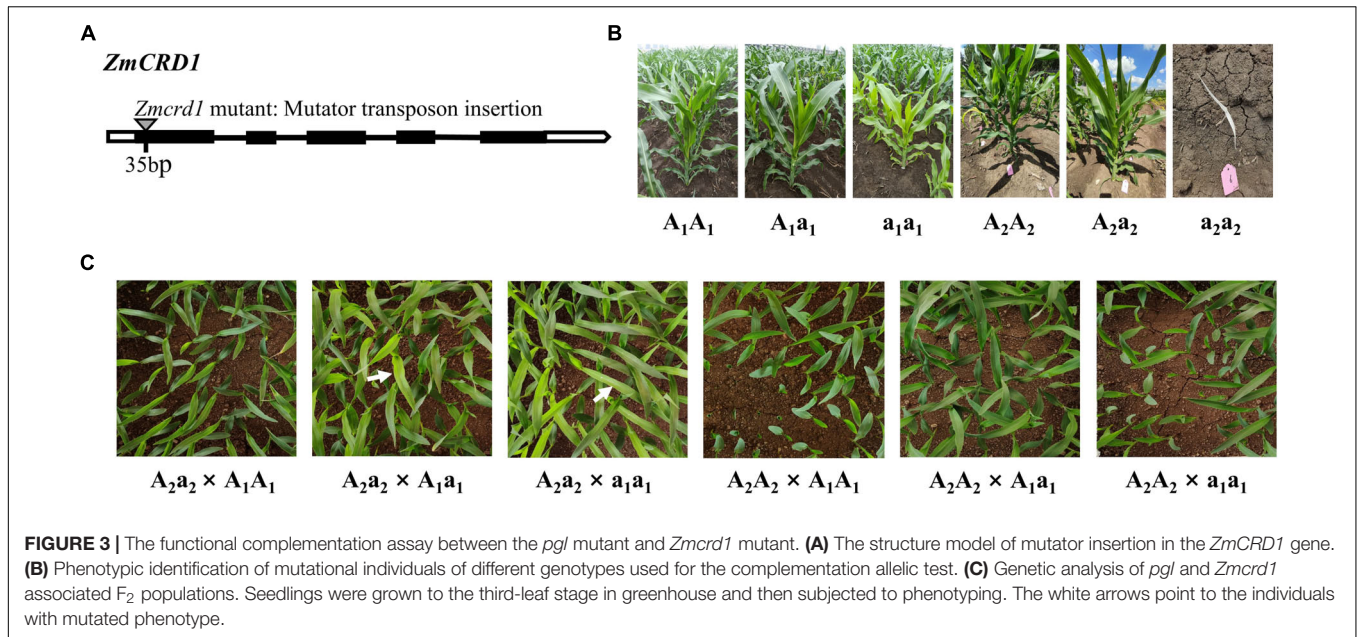 A
ZmCRD1
Zmcrd1 mutant: Mutator transposon insertion
35bp
B
A₁A₁ A₁a₁ a₁a₁ A₂A₂ A₂a₂ a₂a₂
C
A₂a₂ × A₁A₁ A₂a₂ × A₁a₁ A₂a₂ × a₁a₁ A₂A₂ × A₁A₁ A₂A₂ × A₁a₁ A₂A₂ × a₁a₁
FIGURE 3 | The functional complementation assay between the pgl mutant and Zmcrd1 mutant. (A) The structure model of mutator insertion in the ZmCRD1 gene.
(B) Phenotypic identification of mutational individuals of different genotypes used for the complementation allelic test. (C) Genetic analysis of pgl and Zmcrd1
associated F₂ populations. Seedlings were grown to the third-leaf stage in greenhouse and then subjected to phenotyping. The white arrows point to the individuals
with mutated phenotype.